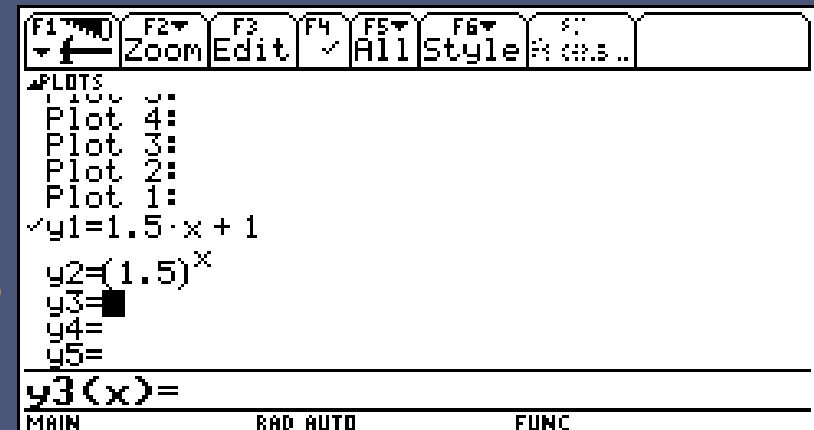 F1 F2 Zoom F3 Edit F4 ✓ F5 All F6 Style
PLOTS
Plot 4:
Plot 3:
Plot 2:
Plot 1:
✓y1=1.5·x + 1
y2=(1.5)^x
y3=
y4=
y5=
y3(x)=
MAIN RAD AUTO FUNC